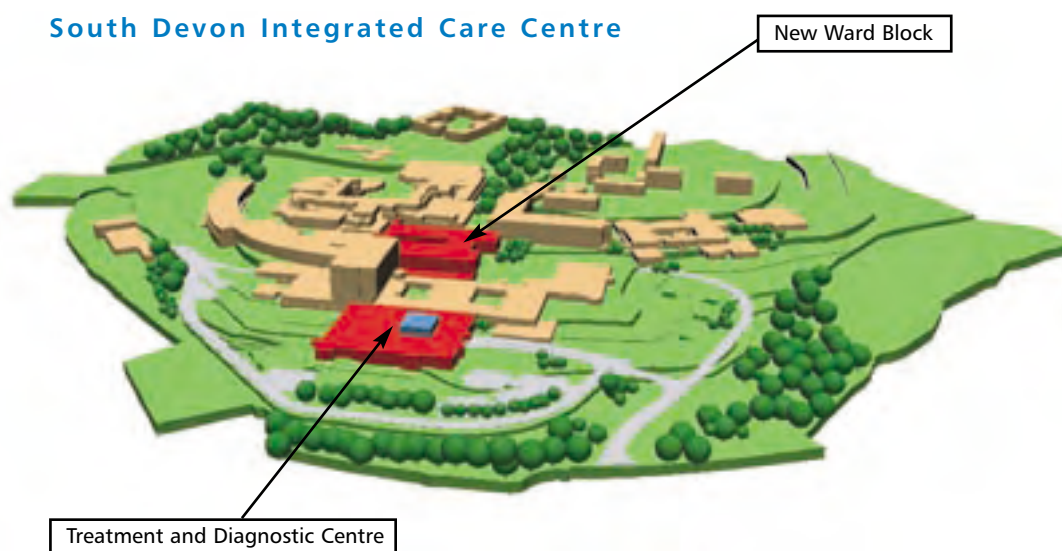 South Devon Integrated Care Centre
New Ward Block
Treatment and Diagnostic Centre